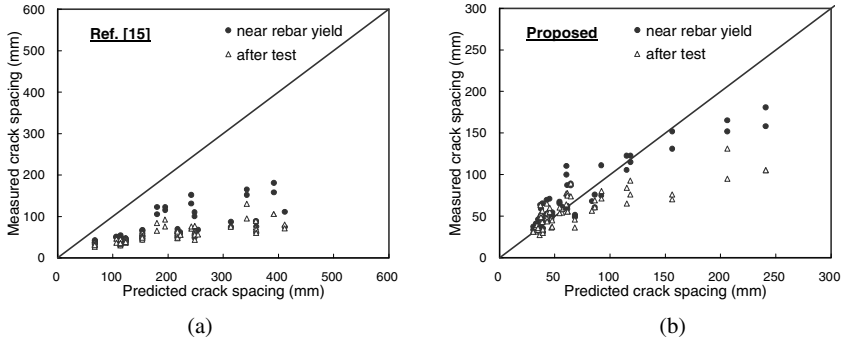 Ref. [15]
near rebar yield
after test
Measured crack spacing (mm)
600
500
400
300
200
100
0
0 100 200 300 400 500 600
Predicted crack spacing (mm)
(a)
Proposed
near rebar yield
after test
Measured crack spacing (mm)
300
250
200
150
100
50
0
0 50 100 150 200 250 300
Predicted crack spacing (mm)
(b)